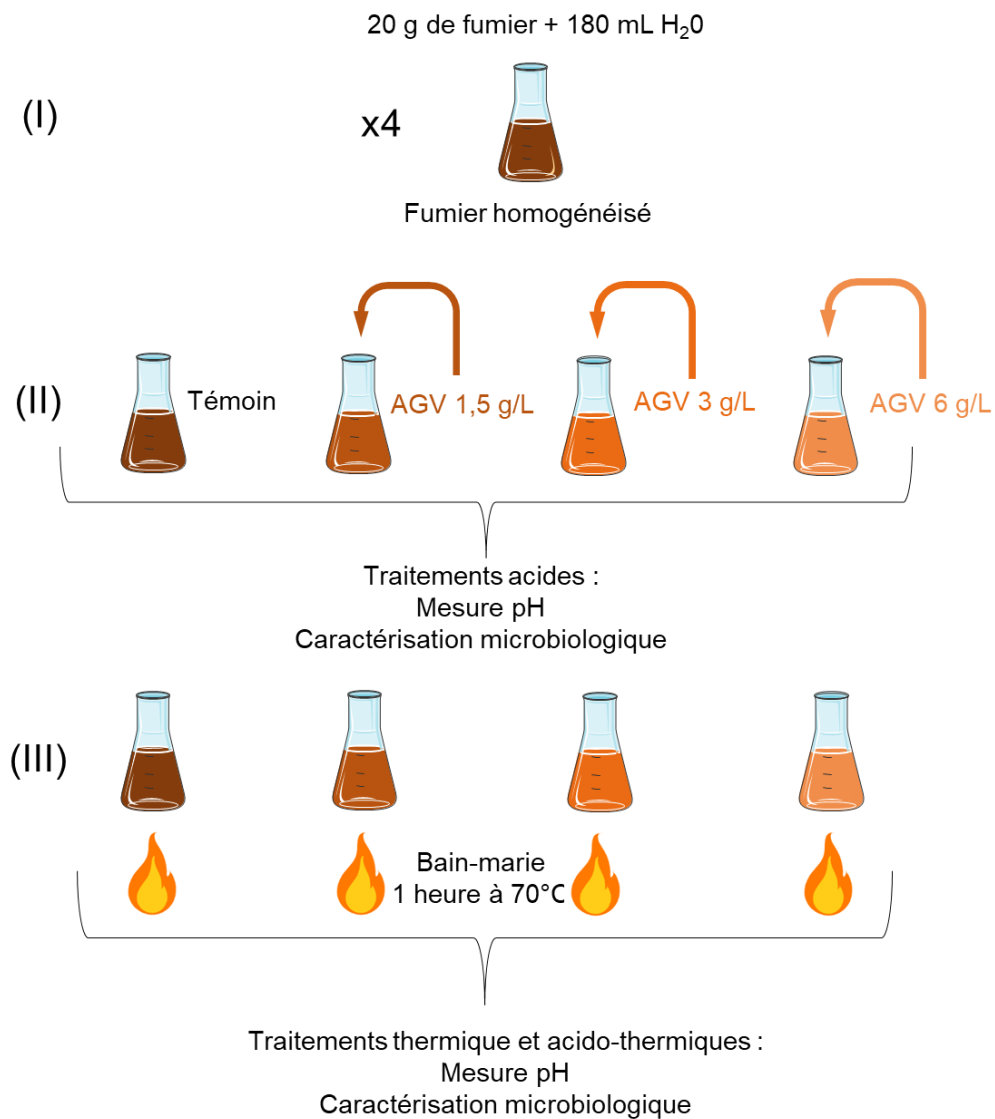 20 g de fumier + 180 mL H₂0
(I)
x4
Fumier homogénéisé
(II)
Témoin
AGV 1,5 g/L
AGV 3 g/L
AGV 6 g/L
Traitements acides :
Mesure pH
Caractérisation microbiologique
(III)
Bain-marie
1 heure à 70°C
Traitements thermique et acido-thermiques :
Mesure pH
Caractérisation microbiologique